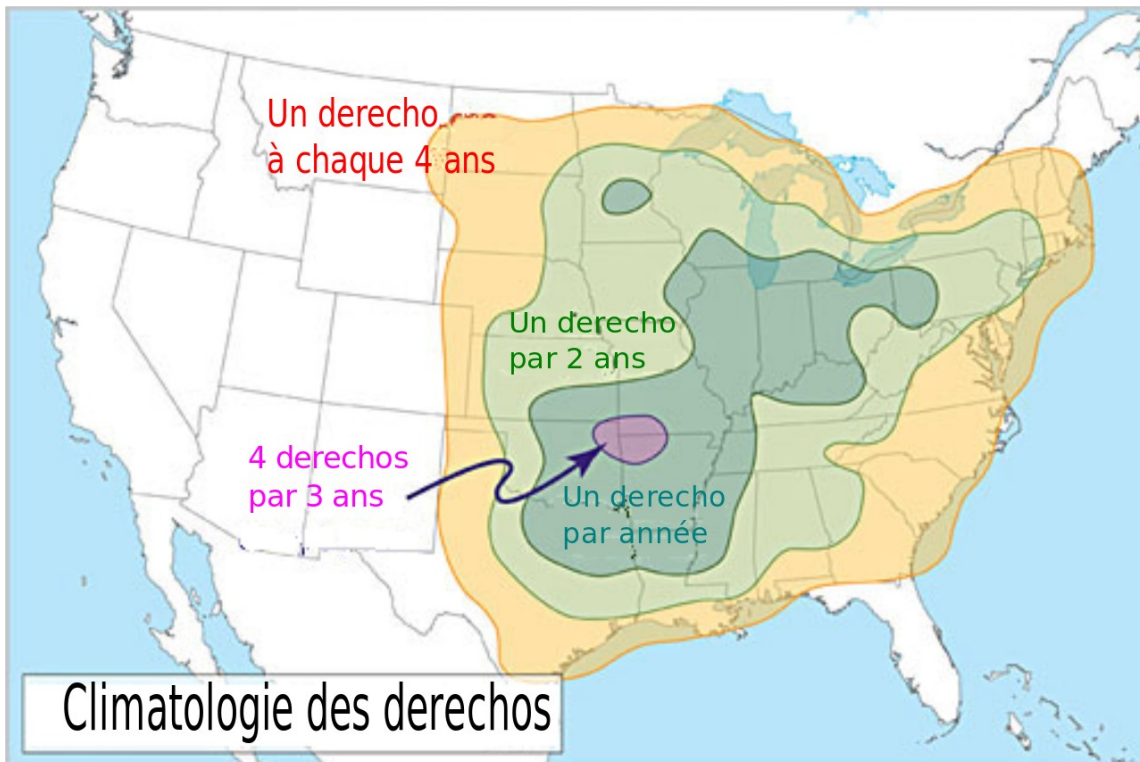 Un derecho
à chaque 4 ans
Un derecho
par 2 ans
4 derechos
par 3 ans
Un derecho
par année
Climatologie des derechos